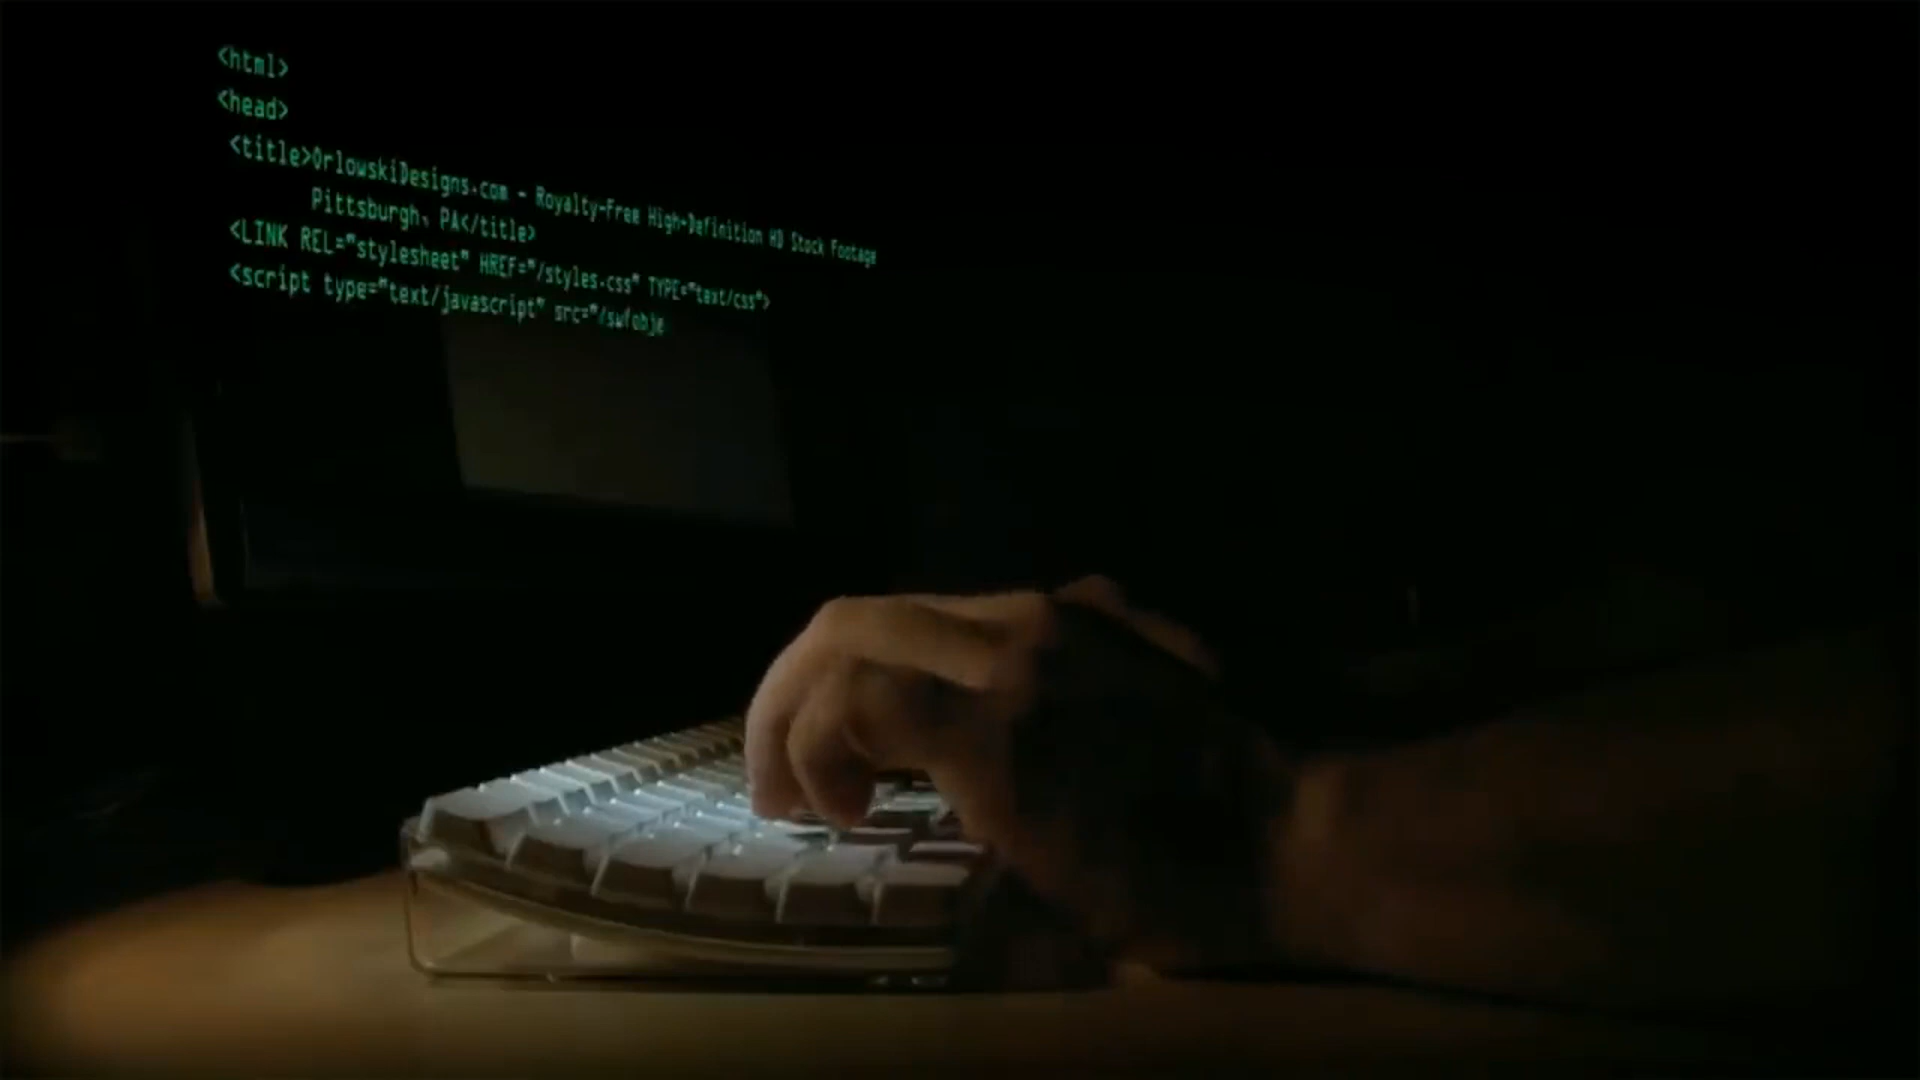 <html>
<head>
<title>OrlowskiDesigns.com - Royalty-Free High-Definition HD Stock Footage
Pittsburgh, PA</title>
<LINK REL="stylesheet" HREF="/styles.css" TYPE="text/css">
<script type="text/javascript" src="/swfobje